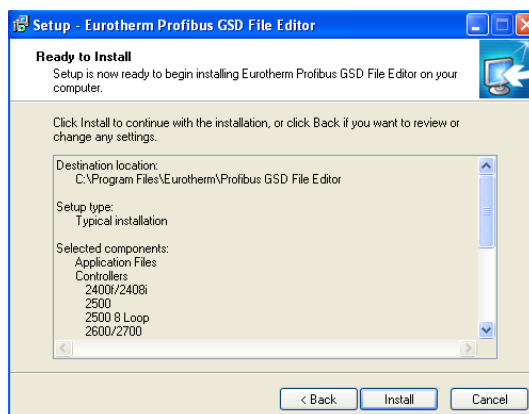 Setup - Eurotherm Profibus GSD File Editor
Ready to Install
Setup is now ready to begin installing Eurotherm Profibus GSD File Editor on your
computer.
Click Install to continue with the installation, or click Back if you want to review or
change any settings.
Destination location:
C:\Program Files\Eurotherm\Profibus GSD File Editor
Setup type:
Typical installation
Selected components:
Application Files
Controllers
2400f/2408i
2500
2500 8 Loop
2600/2700
< Back
Install
Cancel